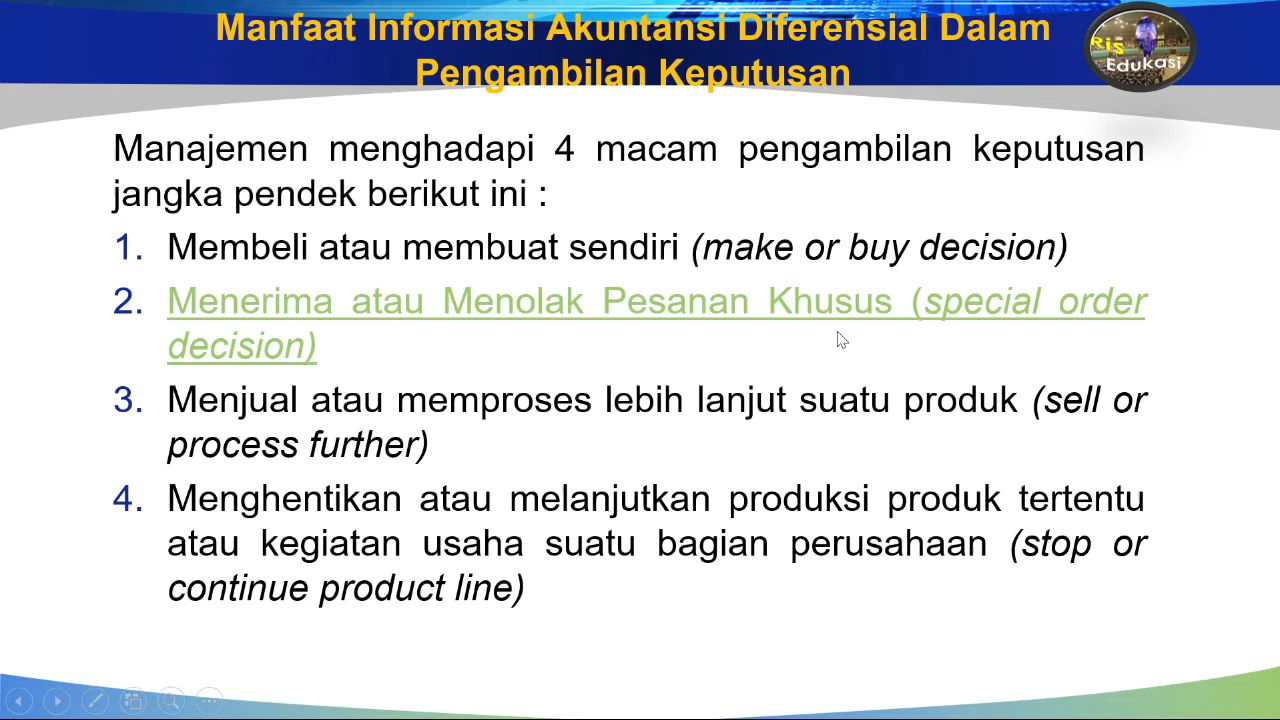 Manfaat Informasi Akuntansi Diferensial Dalam
Pengambilan Keputusan
Ris
Edukasi
Manajemen menghadapi 4 macam pengambilan keputusan
jangka pendek berikut ini :
1. Membeli atau membuat sendiri (make or buy decision)
2. Menerima atau Menolak Pesanan Khusus (special order
decision)
3. Menjual atau memproses lebih lanjut suatu produk (sell or
process further)
4. Menghentikan atau melanjutkan produksi produk tertentu
atau kegiatan usaha suatu bagian perusahaan (stop or
continue product line)